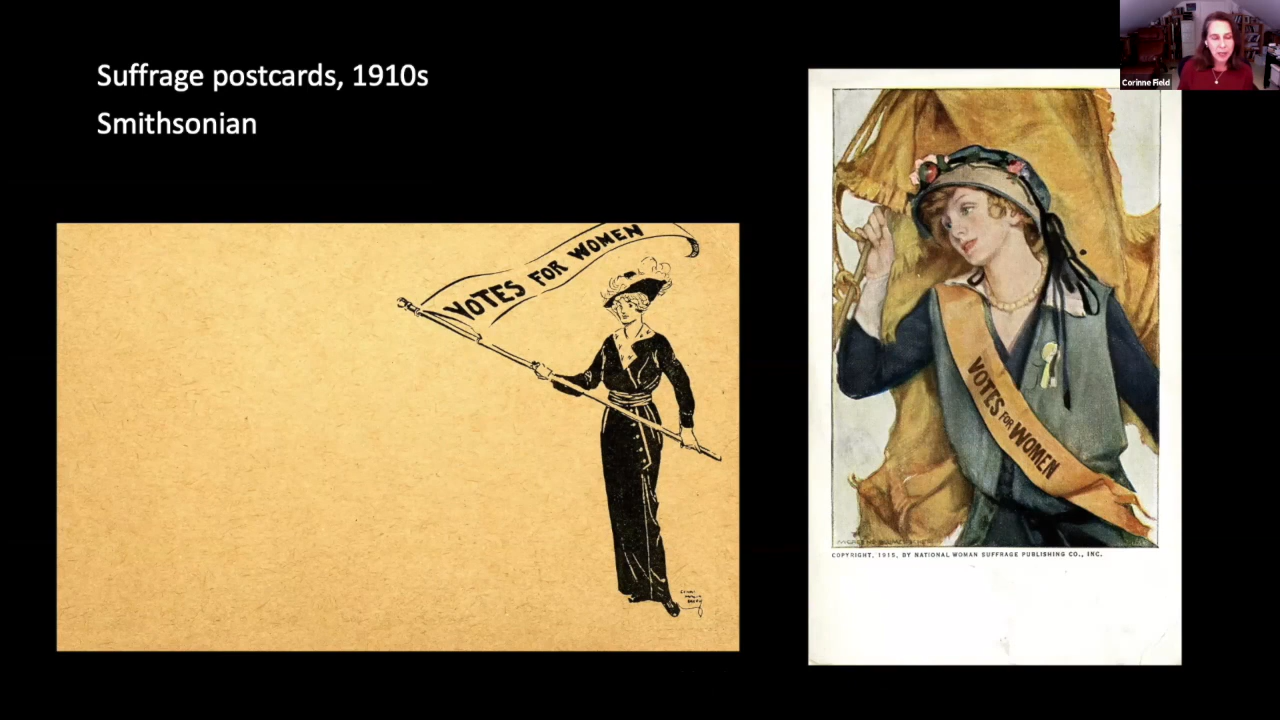 Suffrage postcards, 1910s
Smithsonian
Corinne Field
VOTES FOR WOMEN
VOTES FOR WOMEN
COPYRIGHT, 1915, BY NATIONAL WOMAN SUFFRAGE PUBLISHING CO., INC.